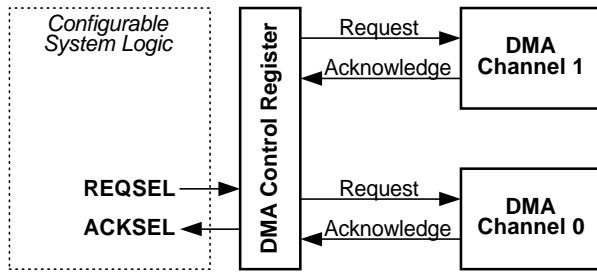 Configurable
System Logic
REQSEL
ACKSEL
DMA Control Register
Request
Acknowledge
DMA
Channel 1
Request
Acknowledge
DMA
Channel 0